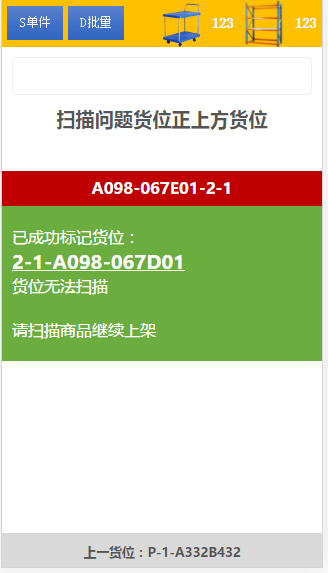 S单件 D批量 123 123
扫描问题货位正上方货位
A098-067E01-2-1
已成功标记货位：
2-1-A098-067D01
货位无法扫描
请扫描商品继续上架
上一货位：P-1-A332B432